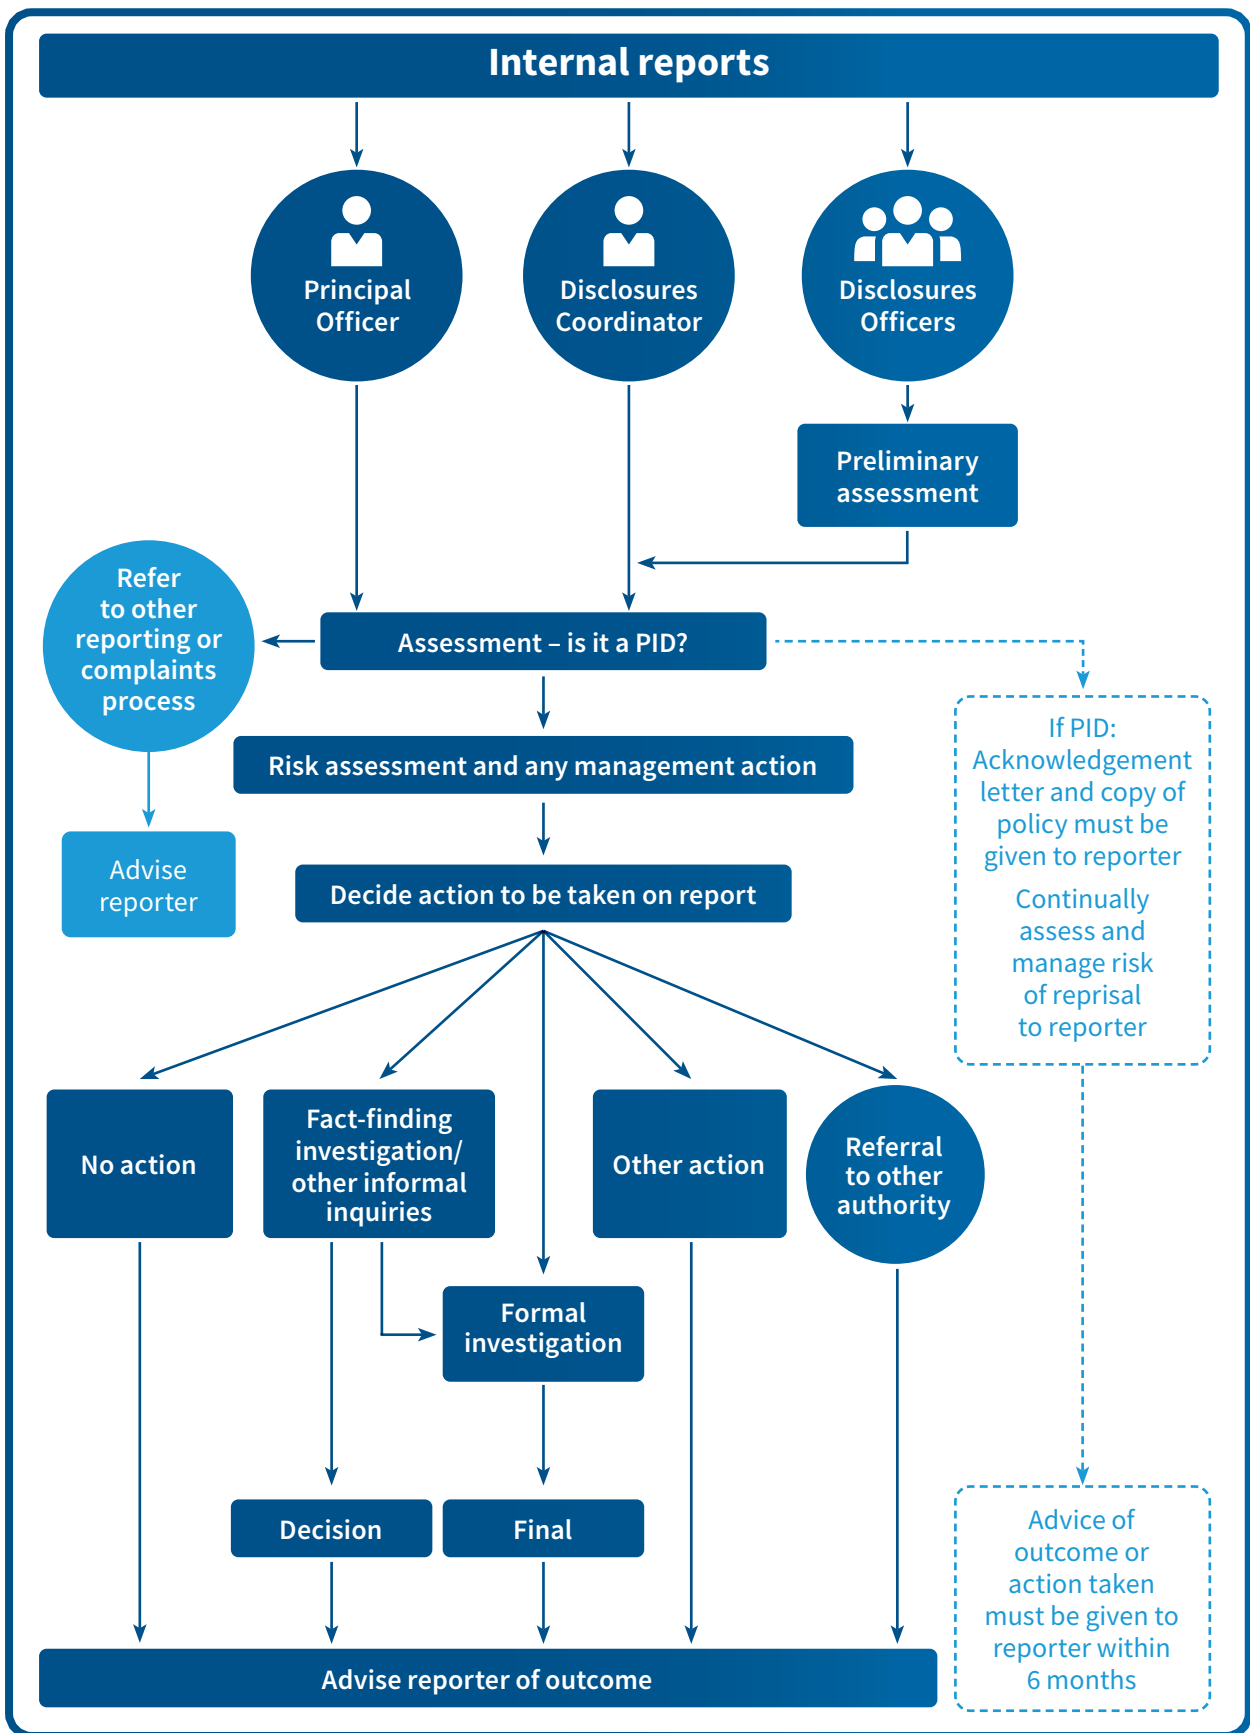 Internal reports
Principal
Officer
Disclosures
Coordinator
Disclosures
Officers
Preliminary
assessment
Refer
to other
reporting or
complaints
process
Assessment – is it a PID?
Risk assessment and any management action
Advise
reporter
Decide action to be taken on report
If PID:
Acknowledgement
letter and copy of
policy must be
given to reporter
Continually
assess and
manage risk
of reprisal
to reporter
No action
Fact-finding
investigation/
other informal
inquiries
Other action
Referral
to other
authority
Formal
investigation
Decision
Final
Advise reporter of outcome
Advice of
outcome or
action taken
must be given to
reporter within
6 months